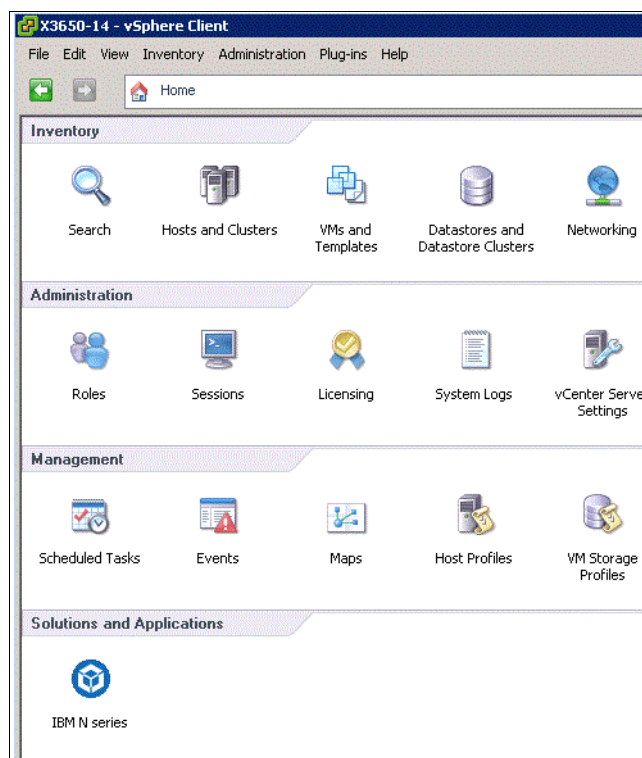 X3650-14 - vSphere Client
File Edit View Inventory Administration Plug-ins Help
Home
Inventory
Search Hosts and Clusters VMs and Templates Datastores and Datastore Clusters Networking
Administration
Roles Sessions Licensing System Logs vCenter Serve Settings
Management
Scheduled Tasks Events Maps Host Profiles VM Storage Profiles
Solutions and Applications
IBM N series